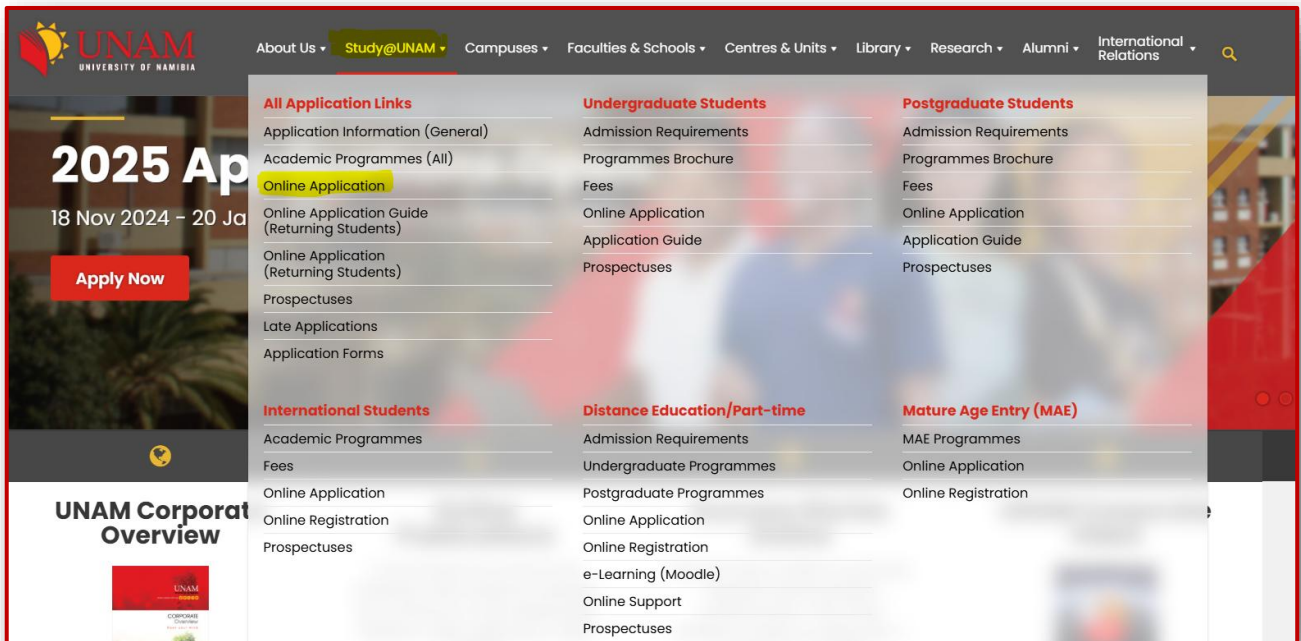 UNAM
UNIVERSITY OF NAMIBIA
About Us
Study@UNAM
Campuses
Faculties & Schools
Centres & Units
Library
Research
Alumni
International
Relations
2025 Ap
18 Nov 2024 - 20 Ja
Apply Now
All Application Links
Application Information (General)
Academic Programmes (All)
Online Application
Online Application Guide
(Returning Students)
Online Application
(Returning Students)
Prospectuses
Late Applications
Application Forms
Undergraduate Students
Admission Requirements
Programmes Brochure
Fees
Online Application
Application Guide
Prospectuses
Postgraduate Students
Admission Requirements
Programmes Brochure
Fees
Online Application
Application Guide
Prospectuses
International Students
Academic Programmes
Fees
Online Application
Online Registration
Prospectuses
Distance Education/Part-time
Admission Requirements
Undergraduate Programmes
Postgraduate Programmes
Online Application
Online Registration
e-Learning (Moodle)
Online Support
Prospectuses
Mature Age Entry (MAE)
MAE Programmes
Online Application
Online Registration
UNAM Corporat
Overview
UNAM
CORPORATE
Overview